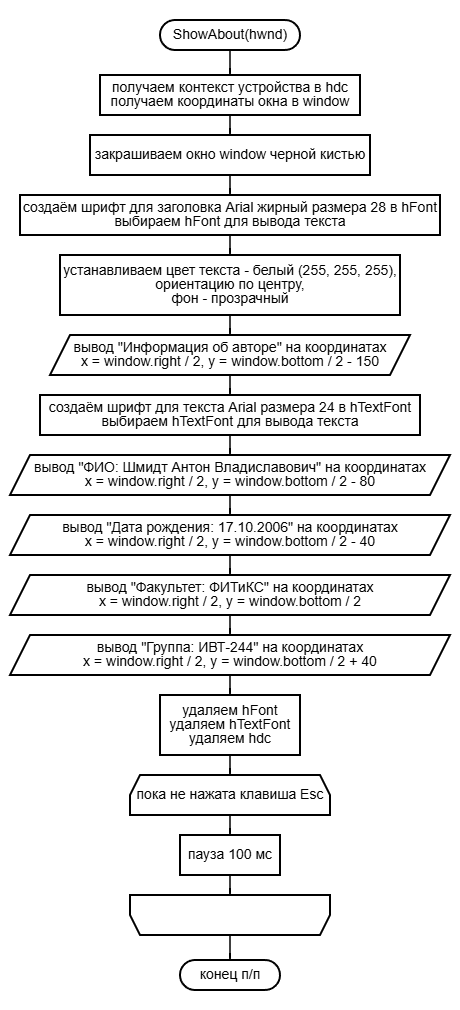 ShowAbout(hwnd)
получаем контекст устройства в hdc
получаем координаты окна в window
закрашиваем окно window черной кистью
создаём шрифт для заголовка Arial жирный размера 28 в hFont
выбираем hFont для вывода текста
устанавливаем цвет текста - белый (255, 255, 255),
ориентацию по центру,
фон - прозрачный
вывод "Информация об авторе" на координатах
x = window.right / 2, y = window.bottom / 2 - 150
создаём шрифт для текста Arial размера 24 в hTextFont
выбираем hTextFont для вывода текста
вывод "ФИО: Шмидт Антон Владиславович" на координатах
x = window.right / 2, y = window.bottom / 2 - 80
вывод "Дата рождения: 17.10.2006" на координатах
x = window.right / 2, y = window.bottom / 2 - 40
вывод "Факультет: ФИТиКС" на координатах
x = window.right / 2, y = window.bottom / 2
вывод "Группа: ИВТ-244" на координатах
x = window.right / 2, y = window.bottom / 2 + 40
удаляем hFont
удаляем hTextFont
удаляем hdc
пока не нажата клавиша Esc
пауза 100 мс
конец п/п